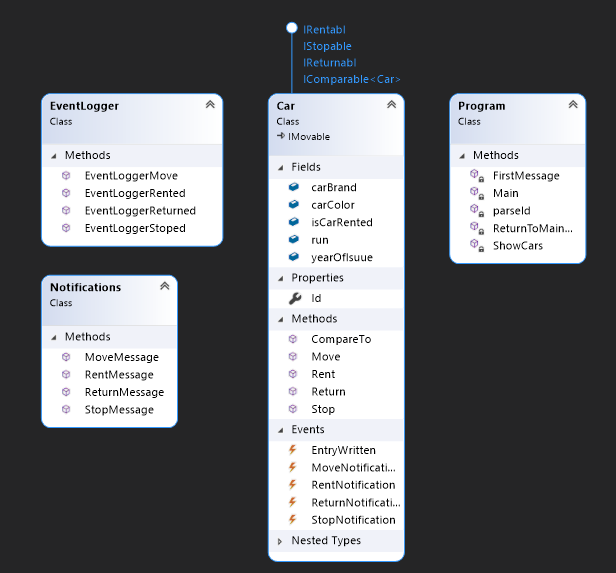 IRentabl
IStopable
IReturnabl
IComparable<Car>
EventLogger
Class
Methods
EventLoggerMove
EventLoggerRented
EventLoggerReturned
EventLoggerStoped
Notifications
Class
Methods
MoveMessage
RentMessage
ReturnMessage
StopMessage
Car
Class
IMovable
Fields
carBrand
carColor
isCarRented
run
yearOfIsuue
Properties
Id
Methods
CompareTo
Move
Rent
Return
Stop
Events
EntryWritten
MoveNotificati...
RentNotification
ReturnNotificati...
StopNotification
Nested Types
Program
Class
Methods
FirstMessage
Main
parseId
ReturnToMain...
ShowCars